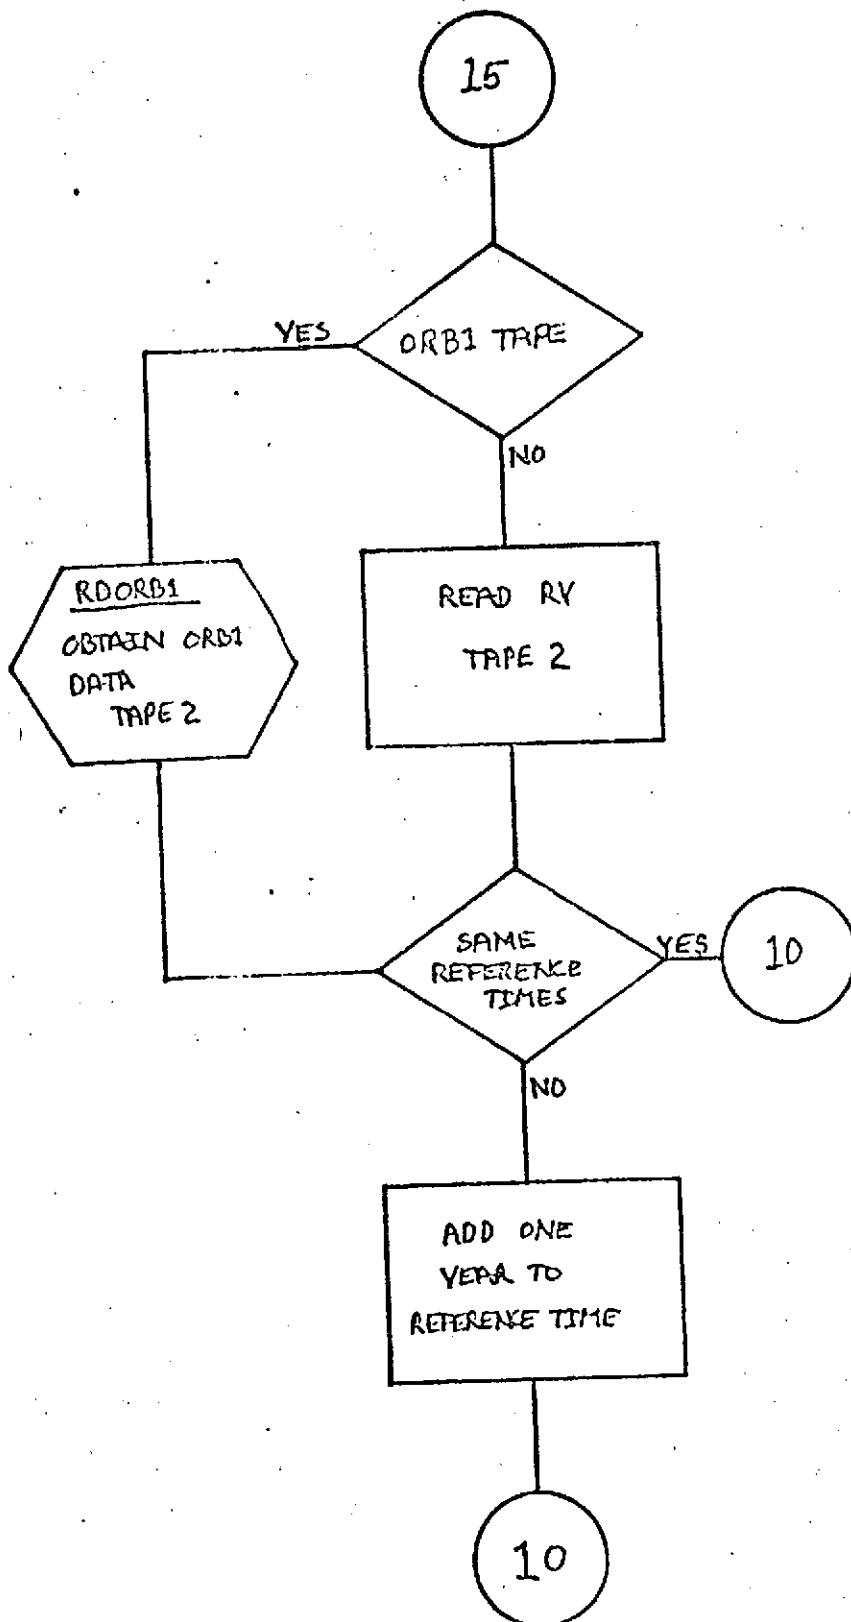 15
ORB1 TAPE
YES
NO
RDORB1
OBTAIN ORB1
DATA
TAPE 2
READ RV
TAPE 2
SAME
REFERENCE
TIMES
YES
10
NO
ADD ONE
YEAR TO
REFERENCE TIME
10